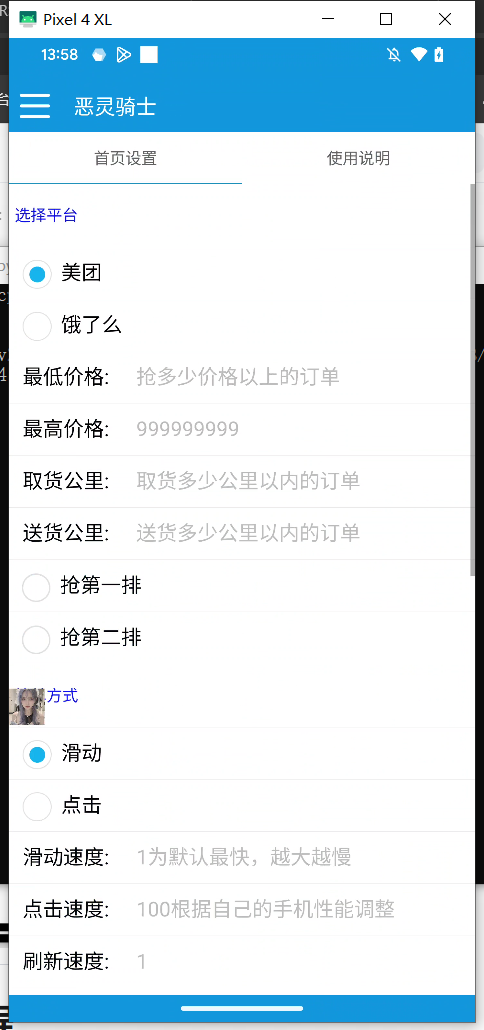 Pixel 4 XL
13:58
恶灵骑士
首页设置 使用说明
选择平台
美团
饿了么
最低价格: 抢多少价格以上的订单
最高价格: 999999999
取货公里: 取货多少公里以内的订单
送货公里: 送货多少公里以内的订单
抢第一排
抢第二排
方式
滑动
点击
滑动速度: 1为默认最快，越大越慢
点击速度: 100根据自己的手机性能调整
刷新速度: 1